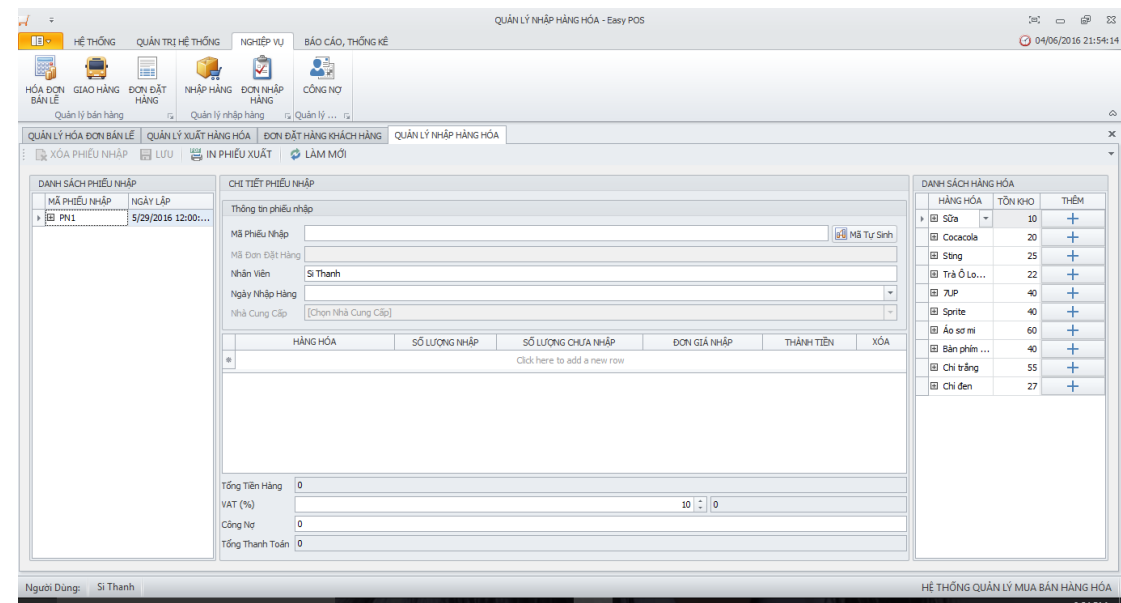 QUẢN LÝ NHẬP HÀNG HÓA - Easy POS
HỆ THỐNG QUẢN TRỊ HỆ THỐNG NGHIỆP VỤ BÁO CÁO, THỐNG KÊ 04/06/2016 21:54:14
HÓA ĐƠN BÁN LẺ GIAO HÀNG ĐƠN ĐẶT HÀNG NHẬP HÀNG ĐƠN NHẬP HÀNG CÔNG NỢ
Quản lý bán hàng Quản lý nhập hàng Quản lý ...
QUẢN LÝ HÓA ĐƠN BÁN LẺ QUẢN LÝ XUẤT HÀNG HÓA ĐƠN ĐẶT HÀNG KHÁCH HÀNG QUẢN LÝ NHẬP HÀNG HÓA
XÓA PHIẾU NHẬP LƯU IN PHIẾU XUẤT LÀM MỚI
DANH SÁCH PHIẾU NHẬP
MÃ PHIẾU NHẬP NGÀY LẬP
PN1 5/29/2016 12:00:...
CHI TIẾT PHIẾU NHẬP
Thông tin phiếu nhập
Mã Phiếu Nhập Mã Tự Sinh
Mã Đơn Đặt Hàng
Nhân Viên Si Thanh
Ngày Nhập Hàng
Nhà Cung Cấp [Chọn Nhà Cung Cấp]
HÀNG HÓA SỐ LƯỢNG NHẬP SỐ LƯỢNG CHƯA NHẬP ĐƠN GIÁ NHẬP THÀNH TIỀN XÓA
Click here to add a new row
Tổng Tiền Hàng 0
VAT (%) 10 0
Công Nợ 0
Tổng Thanh Toán 0
DANH SÁCH HÀNG HÓA
HÀNG HÓA TỒN KHO THÊM
Sữa 10
Cocacola 20
Sting 25
Trà Ô Lo... 22
7UP 40
Sprite 40
Áo sơ mi 60
Bàn phím ... 40
Chỉ trắng 55
Chỉ đen 27
Người Dùng: Si Thanh HỆ THỐNG QUẢN LÝ MUA BÁN HÀNG HÓA